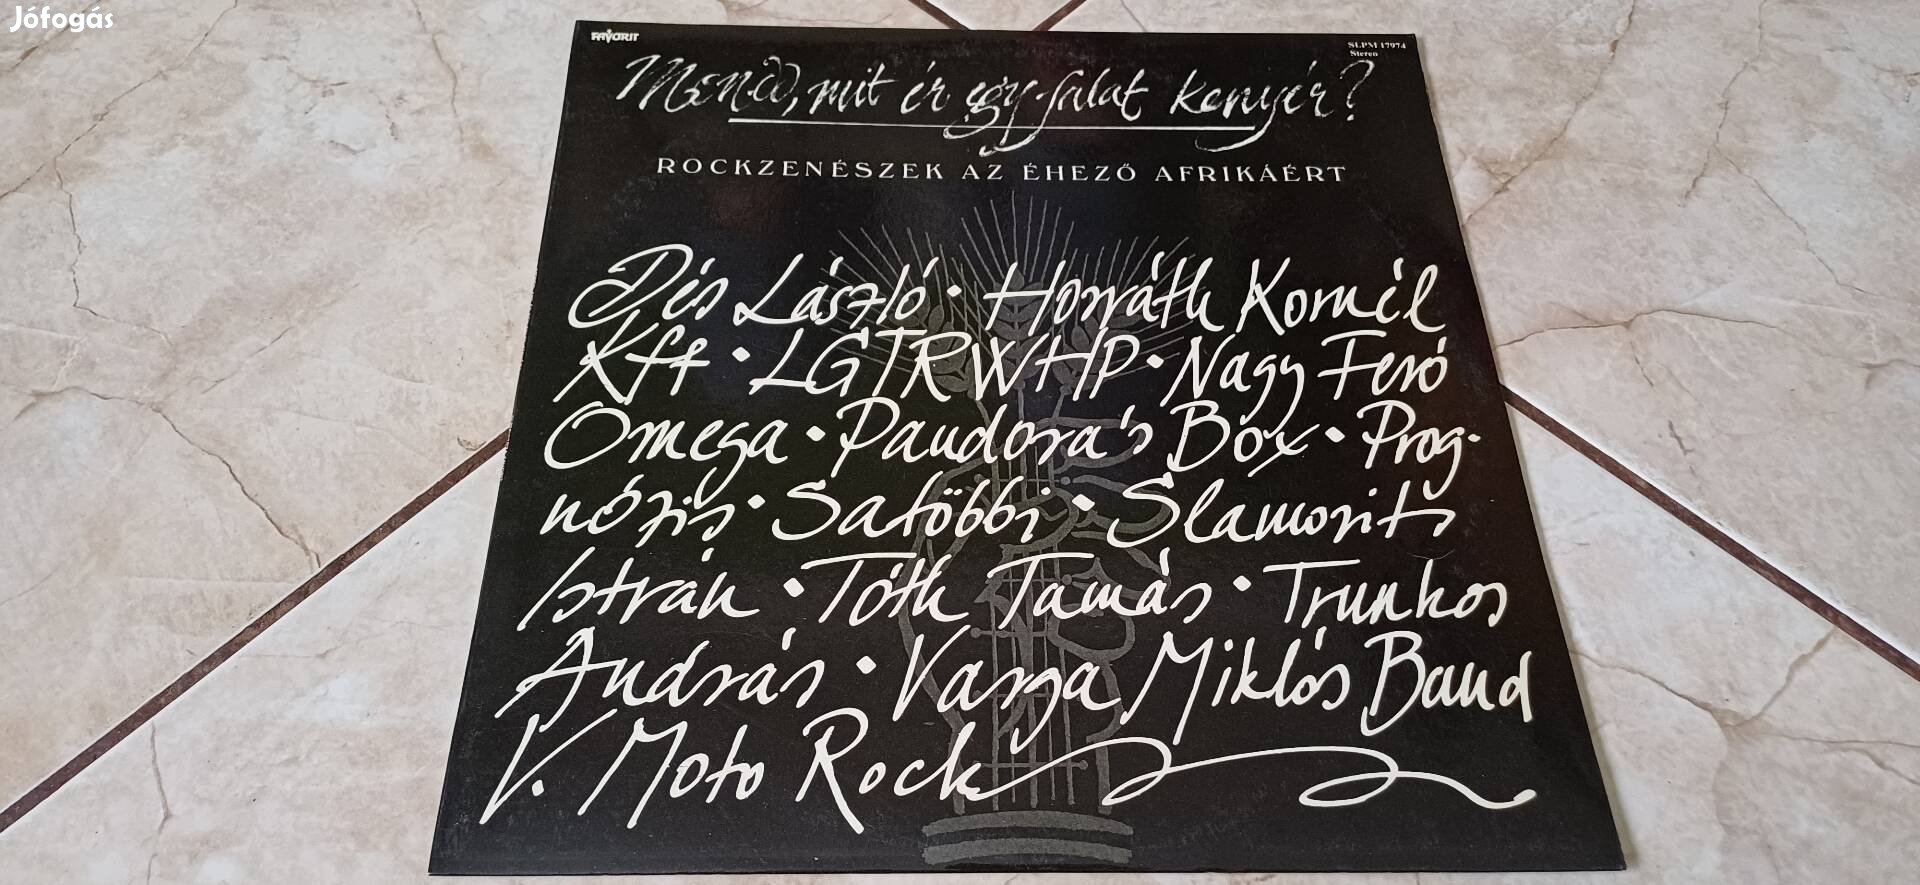 Jófogás
FAVORIT
SLPM 17974
Stereo
Mondd, mit ér egy falat kenyér?
ROCKZENÉSZEK AZ ÉHEZŐ AFRIKÁÉRT
Dés László • Horváth Kornél
Kft • LGTRWHP • Nagy Feró
Omega • Pandora's Box • Prog-
nózis • Satöbbi • Slamovits
István • Tóth Tamás • Trunkos
András • Varga Miklós Band
V. Moto Rock